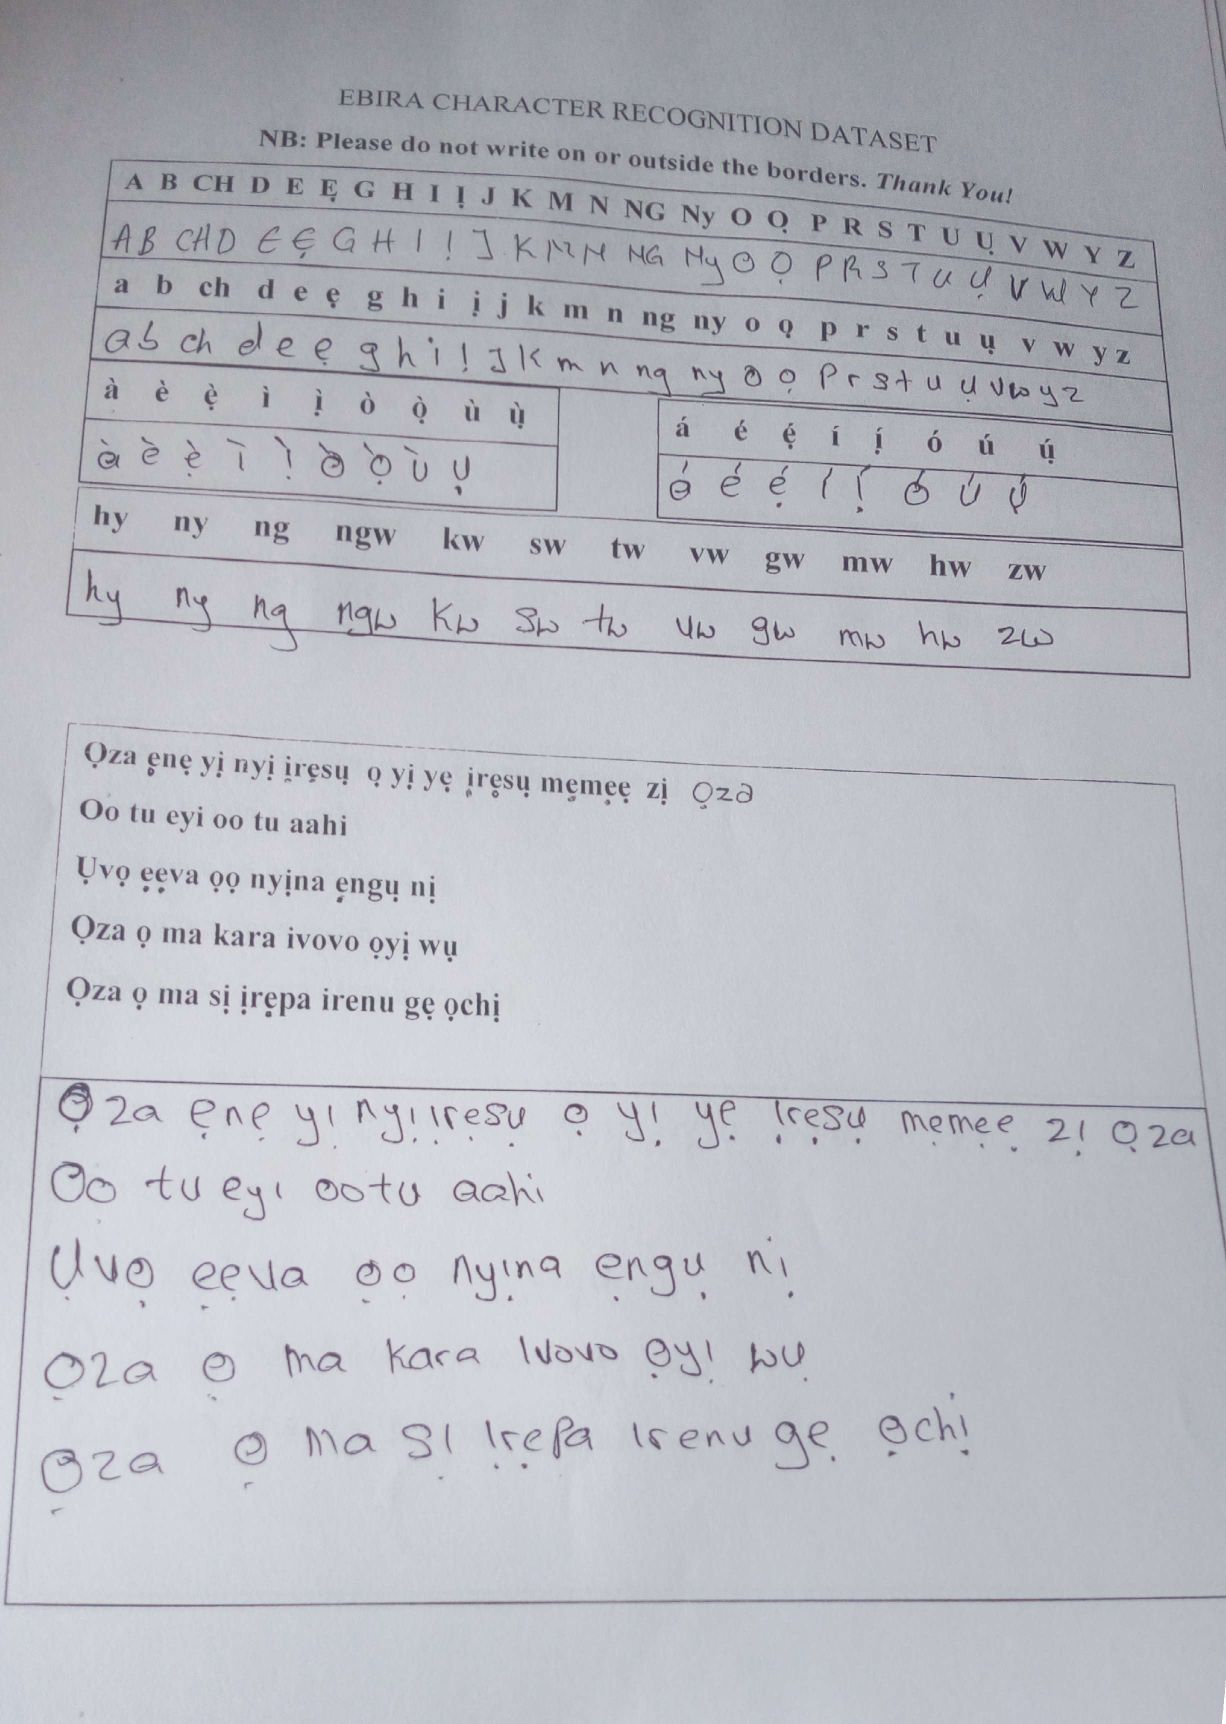 EBIRA CHARACTER RECOGNITION DATASET
NB: Please do not write on or outside the borders. Thank You!
A B CH D E Ẹ G H I Ị J K M N NG Ny O Ọ P R S T U Ụ V W Y Z
A B CH D E Ẹ G H I Ị J K M N NG Ny O Ọ P R S T U Ụ V W Y Z
a b ch d e ẹ g h i ị j k m n ng ny o ọ p r s t u ụ v w y z
a b ch d e ẹ g h i ị J K m n ng ny o ọ P r s t u ụ v w y z
à è ẹ̀ ì ị̀ ò ọ̀ ù ụ̀
à è ẹ̀ ì ị̀ ò ọ̀ ù ụ
á é ẹ́ í ị́ ó ú ụ́
á é ẹ́ í ị́ ó ú ụ́
hy ny ng ngw kw sw tw vw gw mw hw zw
hy ny ng ngw kw sw tw vw gw mw hw zw
Ọza ẹnẹ yị nyị ịrẹsụ ọ yị yẹ ịrẹsụ mẹmẹẹ zị ọza
Oo tu eyi oo tu aahi
Ụvọ ẹẹva ọọ nyịna ẹngụ nị
Ọza ọ ma kara ivovo ọyị wụ
Ọza ọ ma sị ịrẹpa irenu gẹ ọchị
Ọza ẹnẹ yị nyị ịrẹsụ ọ yị yẹ ịrẹsụ mẹmẹẹ zị ọza
Oo tu eyi oo tu aahi
Ụvọ ẹẹva ọọ nyịna ẹngụ nị
Ọza ọ ma kara ivovo ọyị wụ
Ọza ọ ma sị ịrẹpa irenu gẹ ọchị